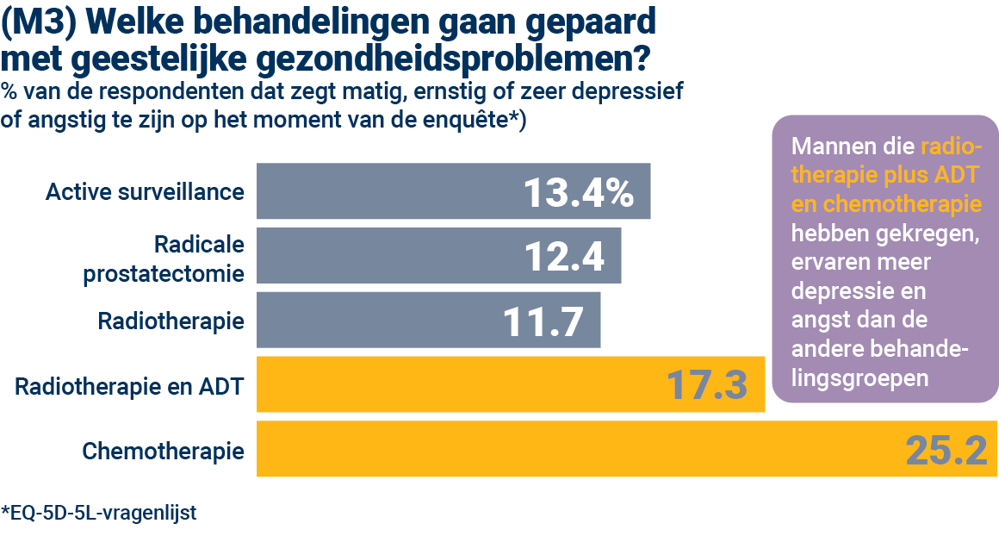 (M3) Welke behandelingen gaan gepaard
met geestelijke gezondheidsproblemen?
% van de respondenten dat zegt matig, ernstig of zeer depressief
of angstig te zijn op het moment van de enquête*)
Active surveillance
13.4%
Radicale
prostatectomie
12.4
Radiotherapie
11.7
Radiotherapie en ADT
17.3
Chemotherapie
25.2
Mannen die radio-
therapie plus ADT
en chemotherapie
hebben gekregen,
ervaren meer
depressie en
angst dan de
andere behande-
lingsgroepen
*EQ-5D-5L-vragenlijst